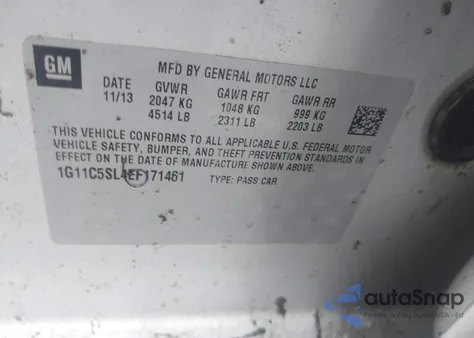 GM
MFD BY GENERAL MOTORS LLC
DATE GVWR GAWR FRT GAWR RR
11/13 2047 KG 1048 KG 999 KG
4514 LB 2311 LB 2203 LB
THIS VEHICLE CONFORMS TO ALL APPLICABLE U.S. FEDERAL MOTOR
VEHICLE SAFETY, BUMPER, AND THEFT PREVENTION STANDARDS IN
EFFECT ON THE DATE OF MANUFACTURE SHOWN ABOVE.
1G11C5SL4EF171461 TYPE: PASS CAR
autoSnap